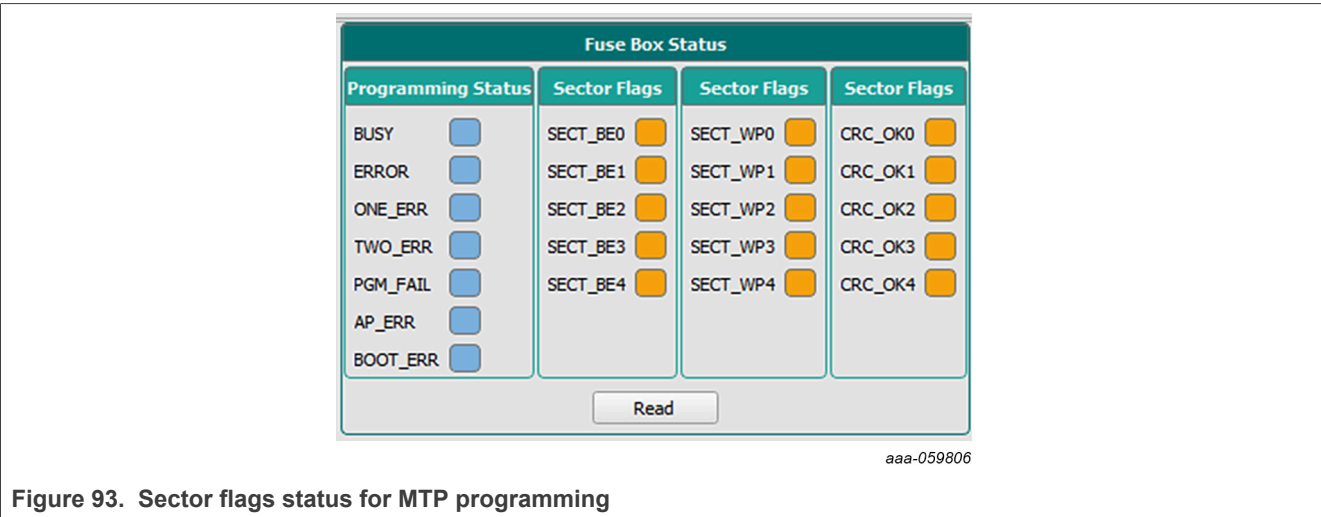 Fuse Box Status
Programming Status
BUSY
ERROR
ONE_ERR
TWO_ERR
PGM_FAIL
AP_ERR
BOOT_ERR
Sector Flags
SECT_BE0
SECT_BE1
SECT_BE2
SECT_BE3
SECT_BE4
Sector Flags
SECT_WP0
SECT_WP1
SECT_WP2
SECT_WP3
SECT_WP4
Sector Flags
CRC_OK0
CRC_OK1
CRC_OK2
CRC_OK3
CRC_OK4
Read
aaa-059806
Figure 93. Sector flags status for MTP programming